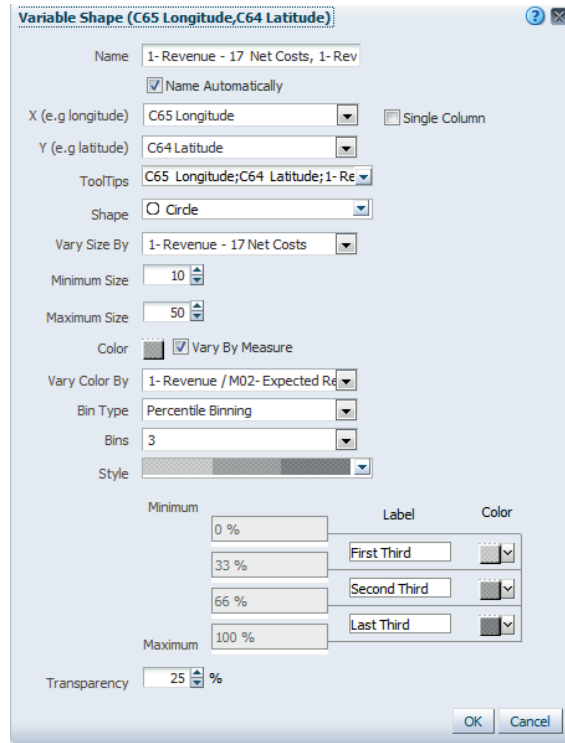 Variable Shape (C65 Longitude,C64 Latitude)
Name 1- Revenue - 17 Net Costs, 1- Rev
Name Automatically
X (e.g longitude) C65 Longitude Single Column
Y (e.g latitude) C64 Latitude
ToolTips C65 Longitude;C64 Latitude;1- Re
Shape Circle
Vary Size By 1- Revenue - 17 Net Costs
Minimum Size 10
Maximum Size 50
Color Vary By Measure
Vary Color By 1- Revenue / M02- Expected Re
Bin Type Percentile Binning
Bins 3
Style
Minimum Label Color
0 %
First Third
33 %
Second Third
66 %
Last Third
Maximum 100 %
Transparency 25 %
OK Cancel